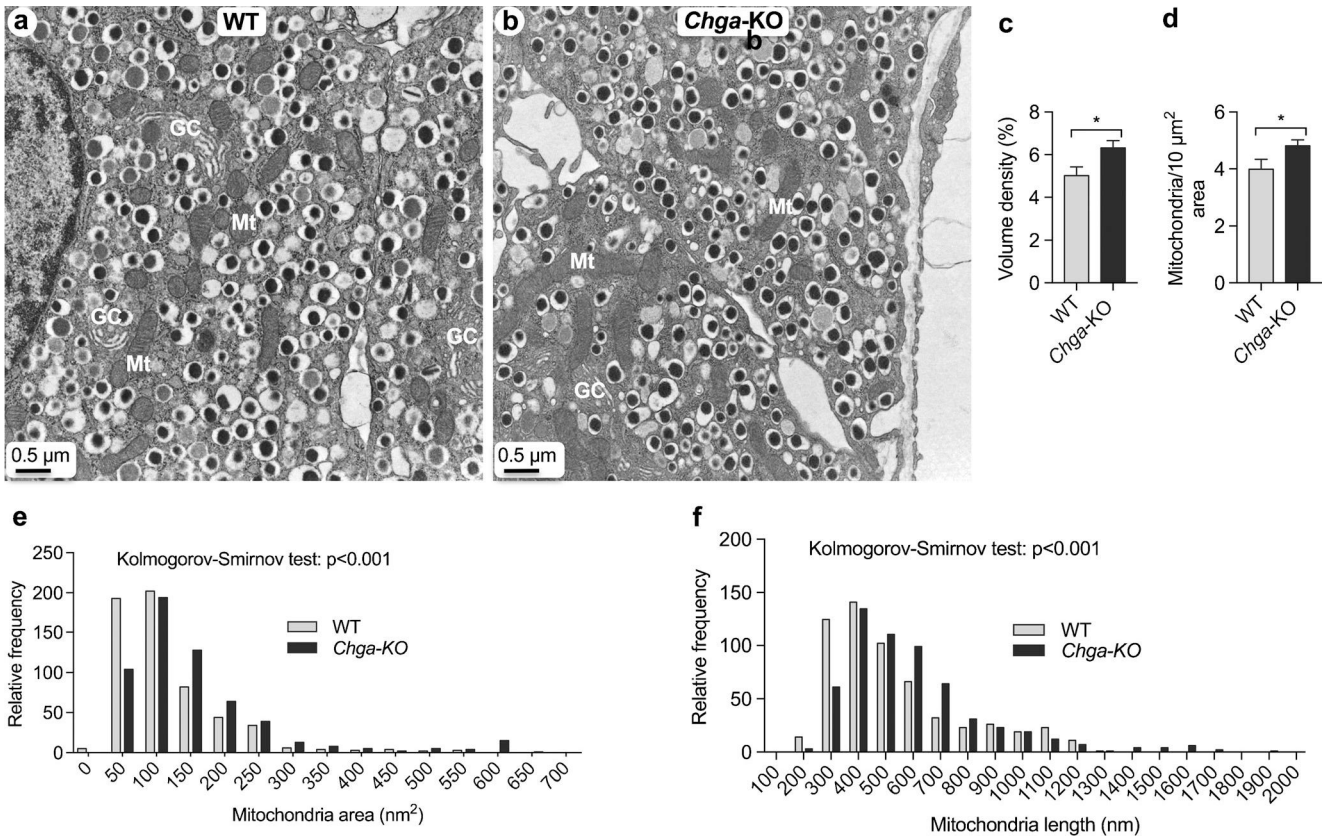 a
WT
GC
Mt
GC
Mt
GC
0.5 µm
b
Chga-KO
b
Mt
Mt
GC
0.5 µm
c
Volume density (%)
8
6
4
2
0
*
WT
Chga-KO
d
Mitochondria/10 µm2
area
6
4
2
0
*
WT
Chga-KO
e
Kolmogorov-Smirnov test: p<0.001
Relative frequency
250
200
150
100
50
0
WT
Chga-KO
0 50 100 150 200 250 300 350 400 450 500 550 600 650 700
Mitochondria area (nm2)
f
Kolmogorov-Smirnov test: p<0.001
Relative frequency
200
150
100
50
0
WT
Chga-KO
100 200 300 400 500 600 700 800 900 1000 1100 1200 1300 1400 1500 1600 1700 1800 1900 2000
Mitochondria length (nm)